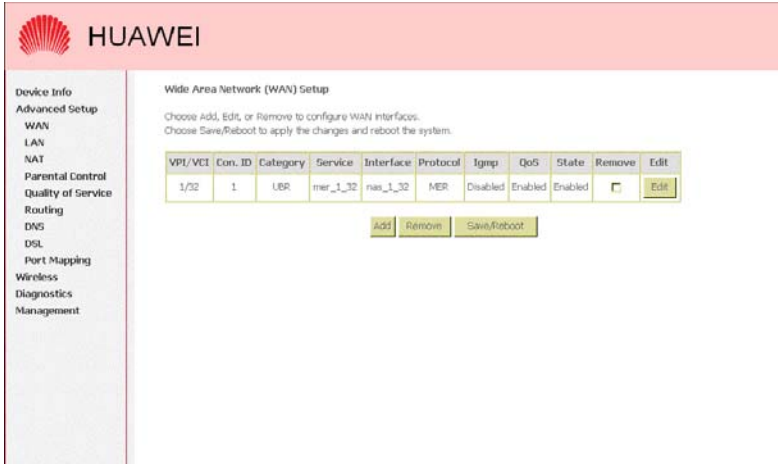 HUAWEI
Device Info
Advanced Setup
WAN
LAN
NAT
Parental Control
Quality of Service
Routing
DNS
DSL
Port Mapping
Wireless
Diagnostics
Management
Wide Area Network (WAN) Setup
Choose Add, Edit, or Remove to configure WAN interfaces.
Choose Save/Reboot to apply the changes and reboot the system.
VPI/VCI Con. ID Category Service Interface Protocol Igmp QoS State Remove Edit
1/32 1 UBR mer_1_32 nas_1_32 MER Disabled Enabled Enabled Edit
Add Remove Save/Reboot